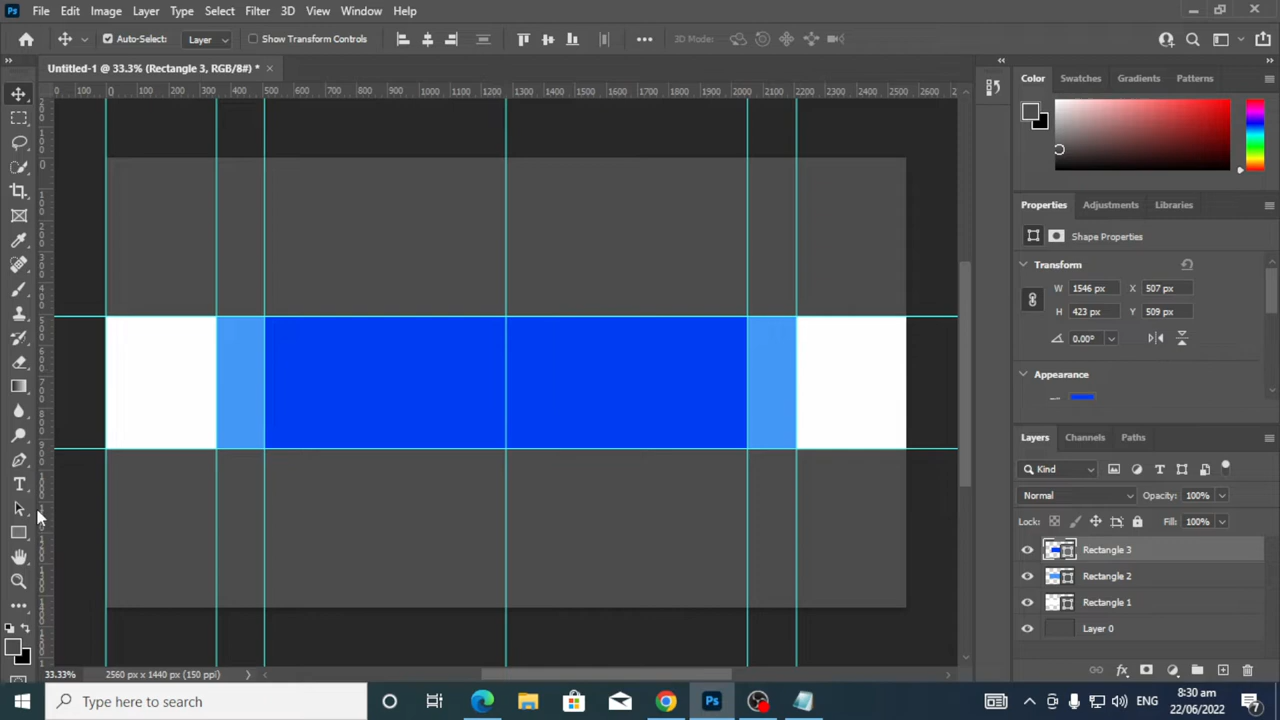 Ps File Edit Image Layer Type Select Filter 3D View Window Help
Auto-Select: Layer Show Transform Controls 3D Mode:
Untitled-1 @ 33.3% (Rectangle 3, RGB/8#) *
Color Swatches Gradients Patterns
100 0 100 200 300 400 500 600 700 800 900 1000 1100 1200 1300 1400 1500 1600 1700 1800 1900 2000 2100 2200 2300 2400 2500
Properties Adjustments Libraries
Shape Properties
Transform
W 1546 px X 507 px
H 423 px Y 509 px
0.00°
Appearance
Layers Channels Paths
Kind
Normal Opacity: 100%
Lock: Fill: 100%
Rectangle 3
Rectangle 2
Rectangle 1
Layer 0
33.33% 2560 px x 1440 px (150 ppi)
Type here to search
Ps
ENG
8:30 am
22/06/2022
7